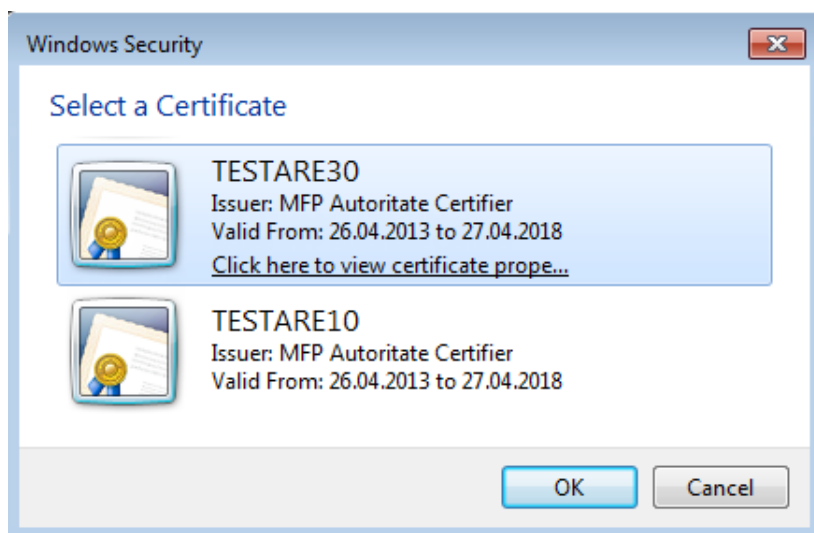 Windows Security
Select a Certificate
TESTARE30
Issuer: MFP Autoritate Certifier
Valid From: 26.04.2013 to 27.04.2018
Click here to view certificate prope...
TESTARE10
Issuer: MFP Autoritate Certifier
Valid From: 26.04.2013 to 27.04.2018
OK
Cancel